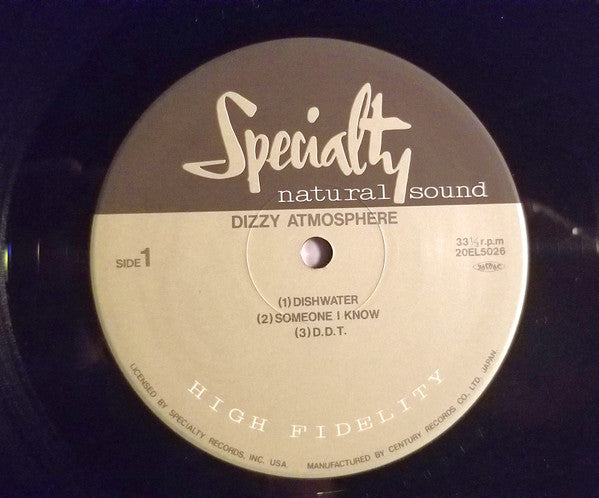 Specialty
natural sound
DIZZY ATMOSPHERE
SIDE 1
33⅓ r.p.m
20EL5026
(1) DISHWATER
(2) SOMEONE I KNOW
(3) D.D.T.
HIGH FIDELITY
LICENSED BY SPECIALTY RECORDS, INC. USA. MANUFACTURED BY CENTURY RECORDS CO. LTD. JAPAN